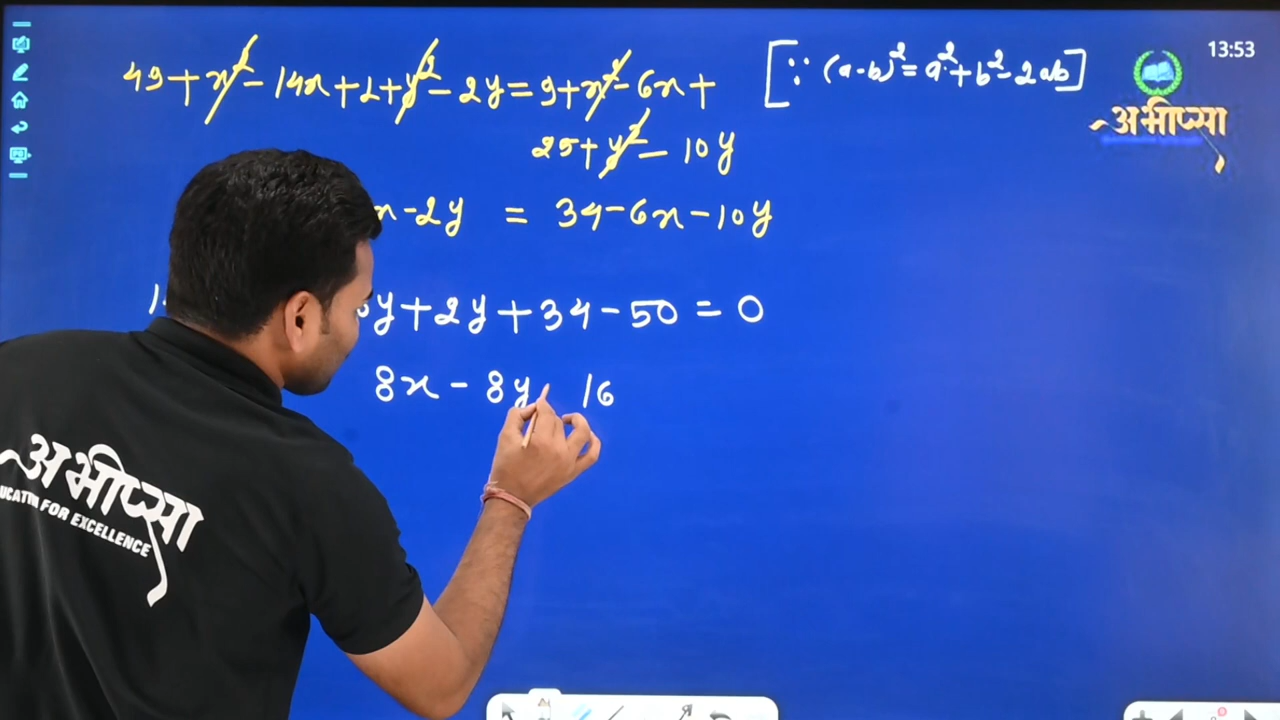 49+x²-14x+1+y²-2y=9+x²-6x+
25+y²-10y
[∵ (a-b)²=a²+b²-2ab]
13:53
अभीप्सा
x-2y = 34-6x-10y
y+2y+34-50=0
8x-8y 16
अभीप्सा
EDUCATION FOR EXCELLENCE